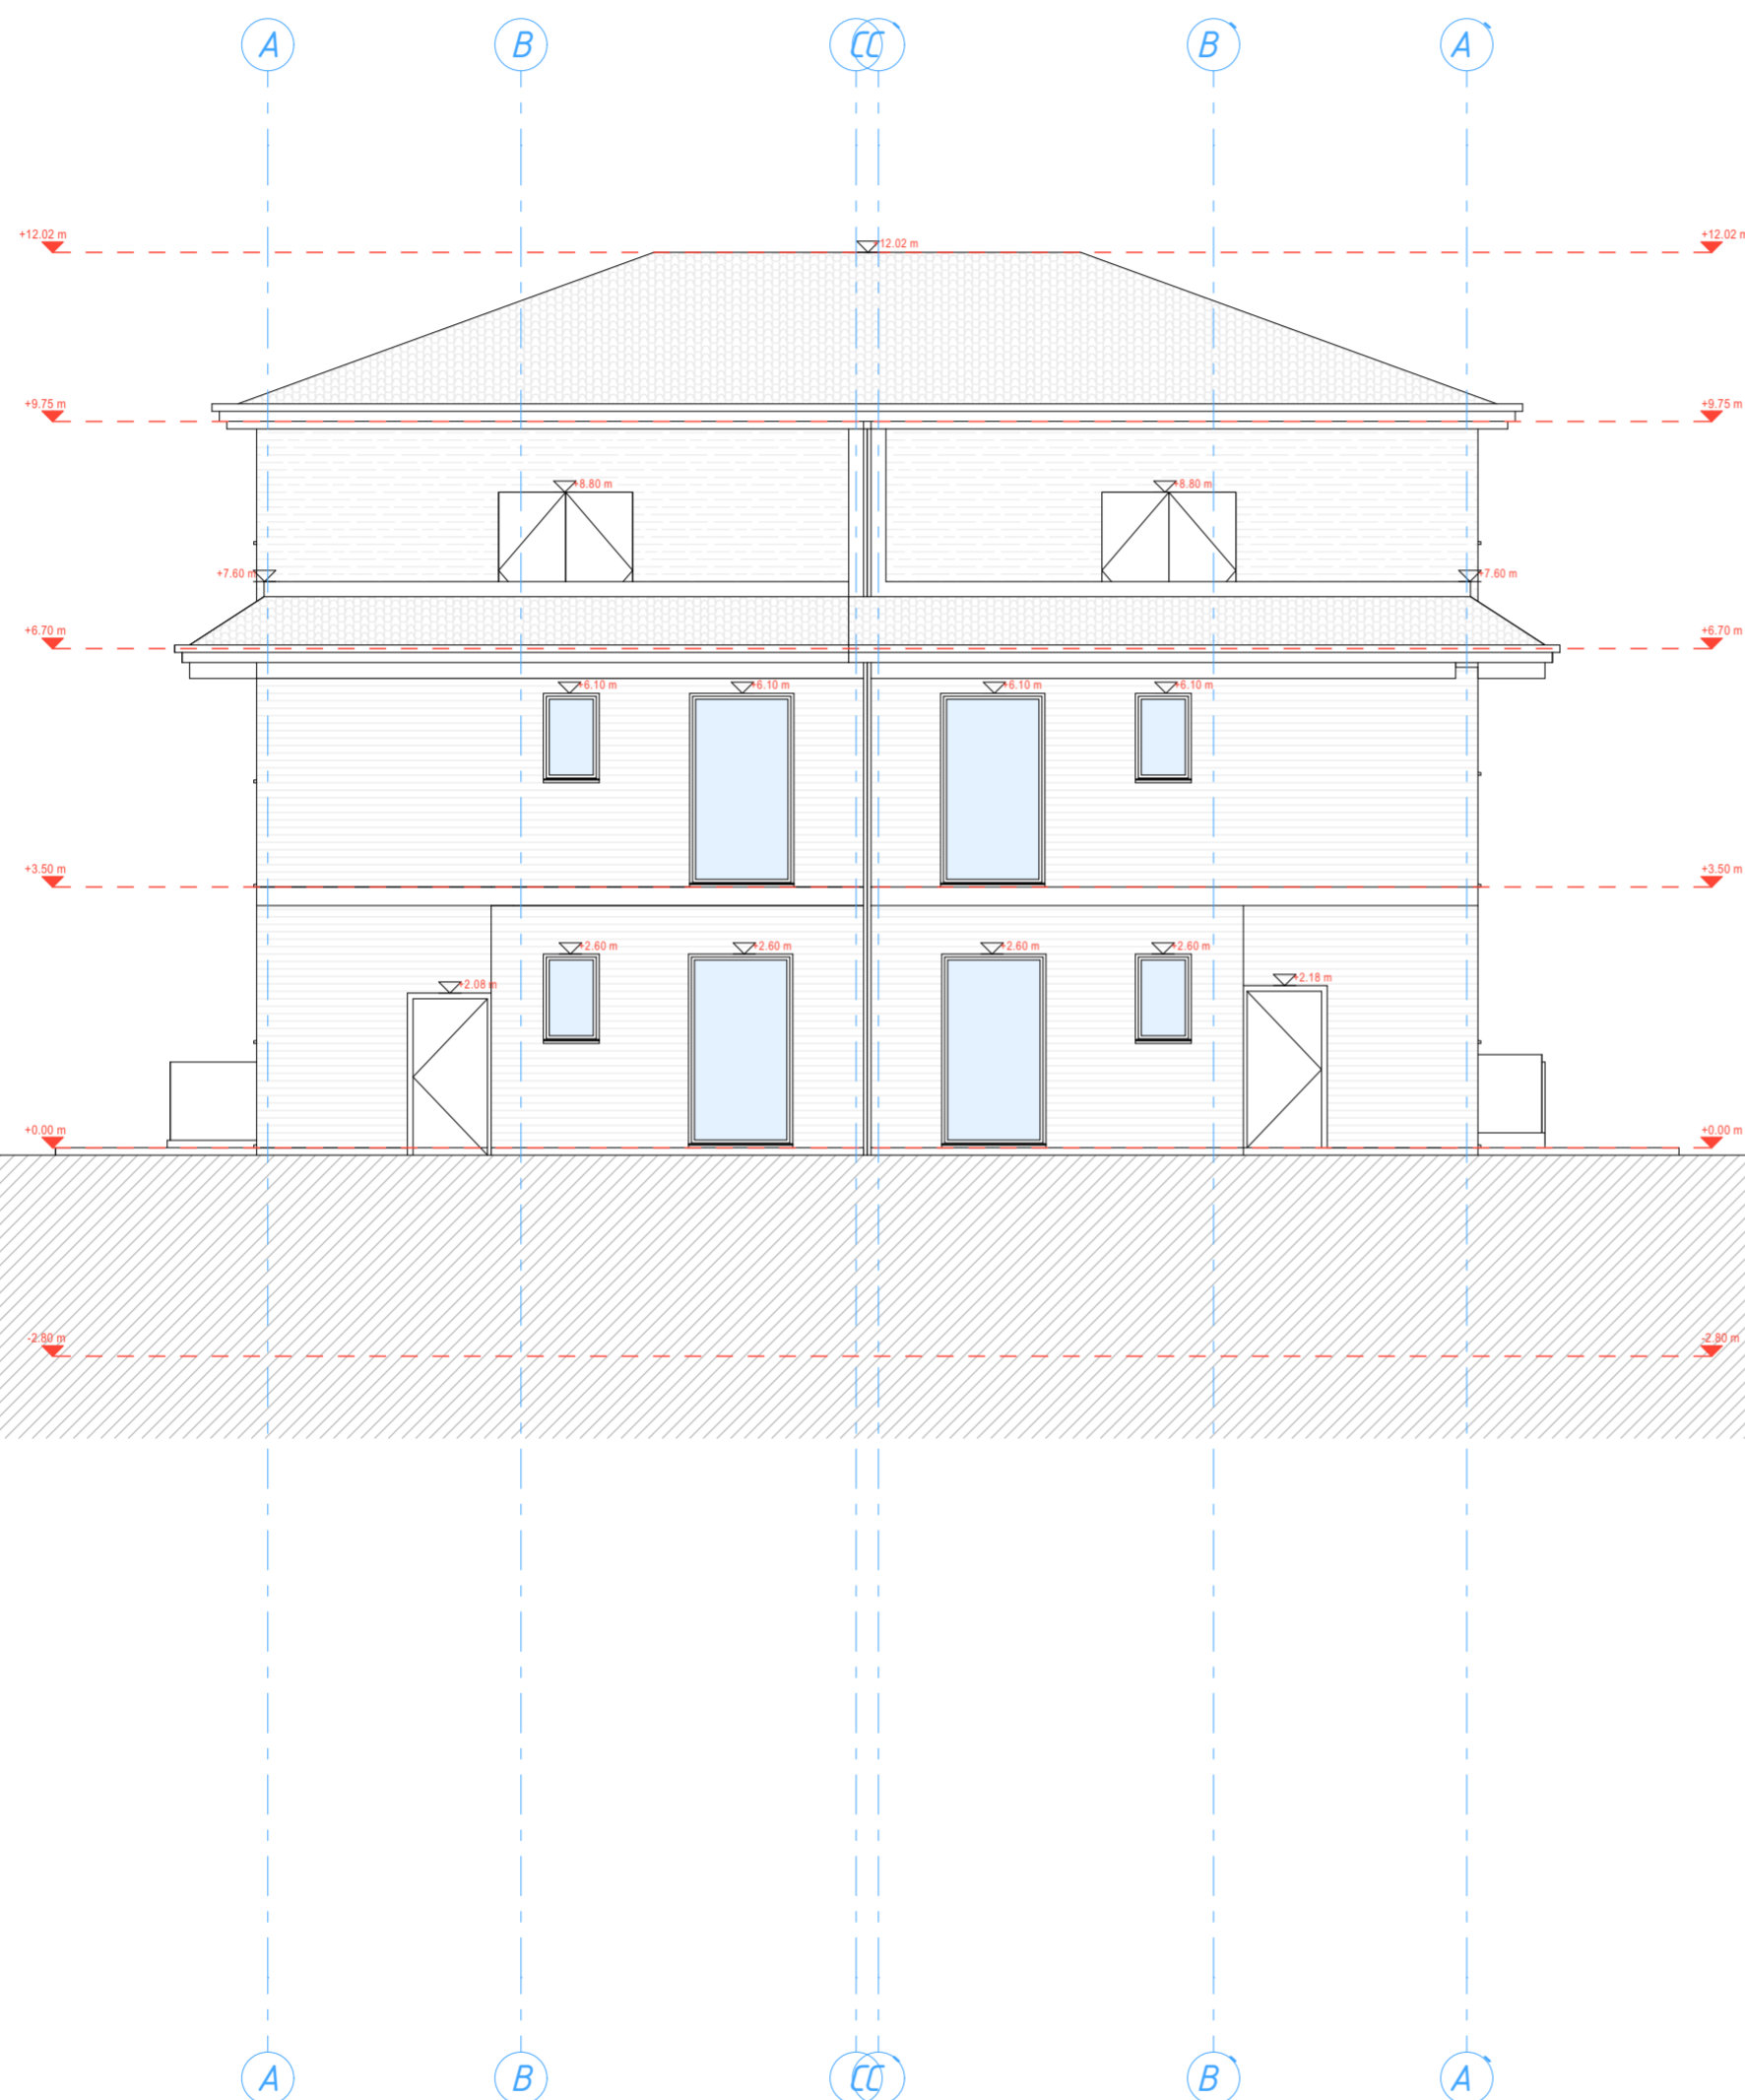 A B C C` B` A`
+12.02 m +12.02 m +12.02 m
+9.75 m +9.75 m
+8.80 m +8.80 m
+7.60 m +7.60 m
+6.70 m +6.70 m
+6.10 m +6.10 m +6.10 m +6.10 m
+3.50 m +3.50 m
+2.60 m +2.60 m +2.60 m +2.60 m
+2.08 m +2.18 m
+0.00 m +0.00 m
-2.80 m -2.80 m
A B C C` B` A`